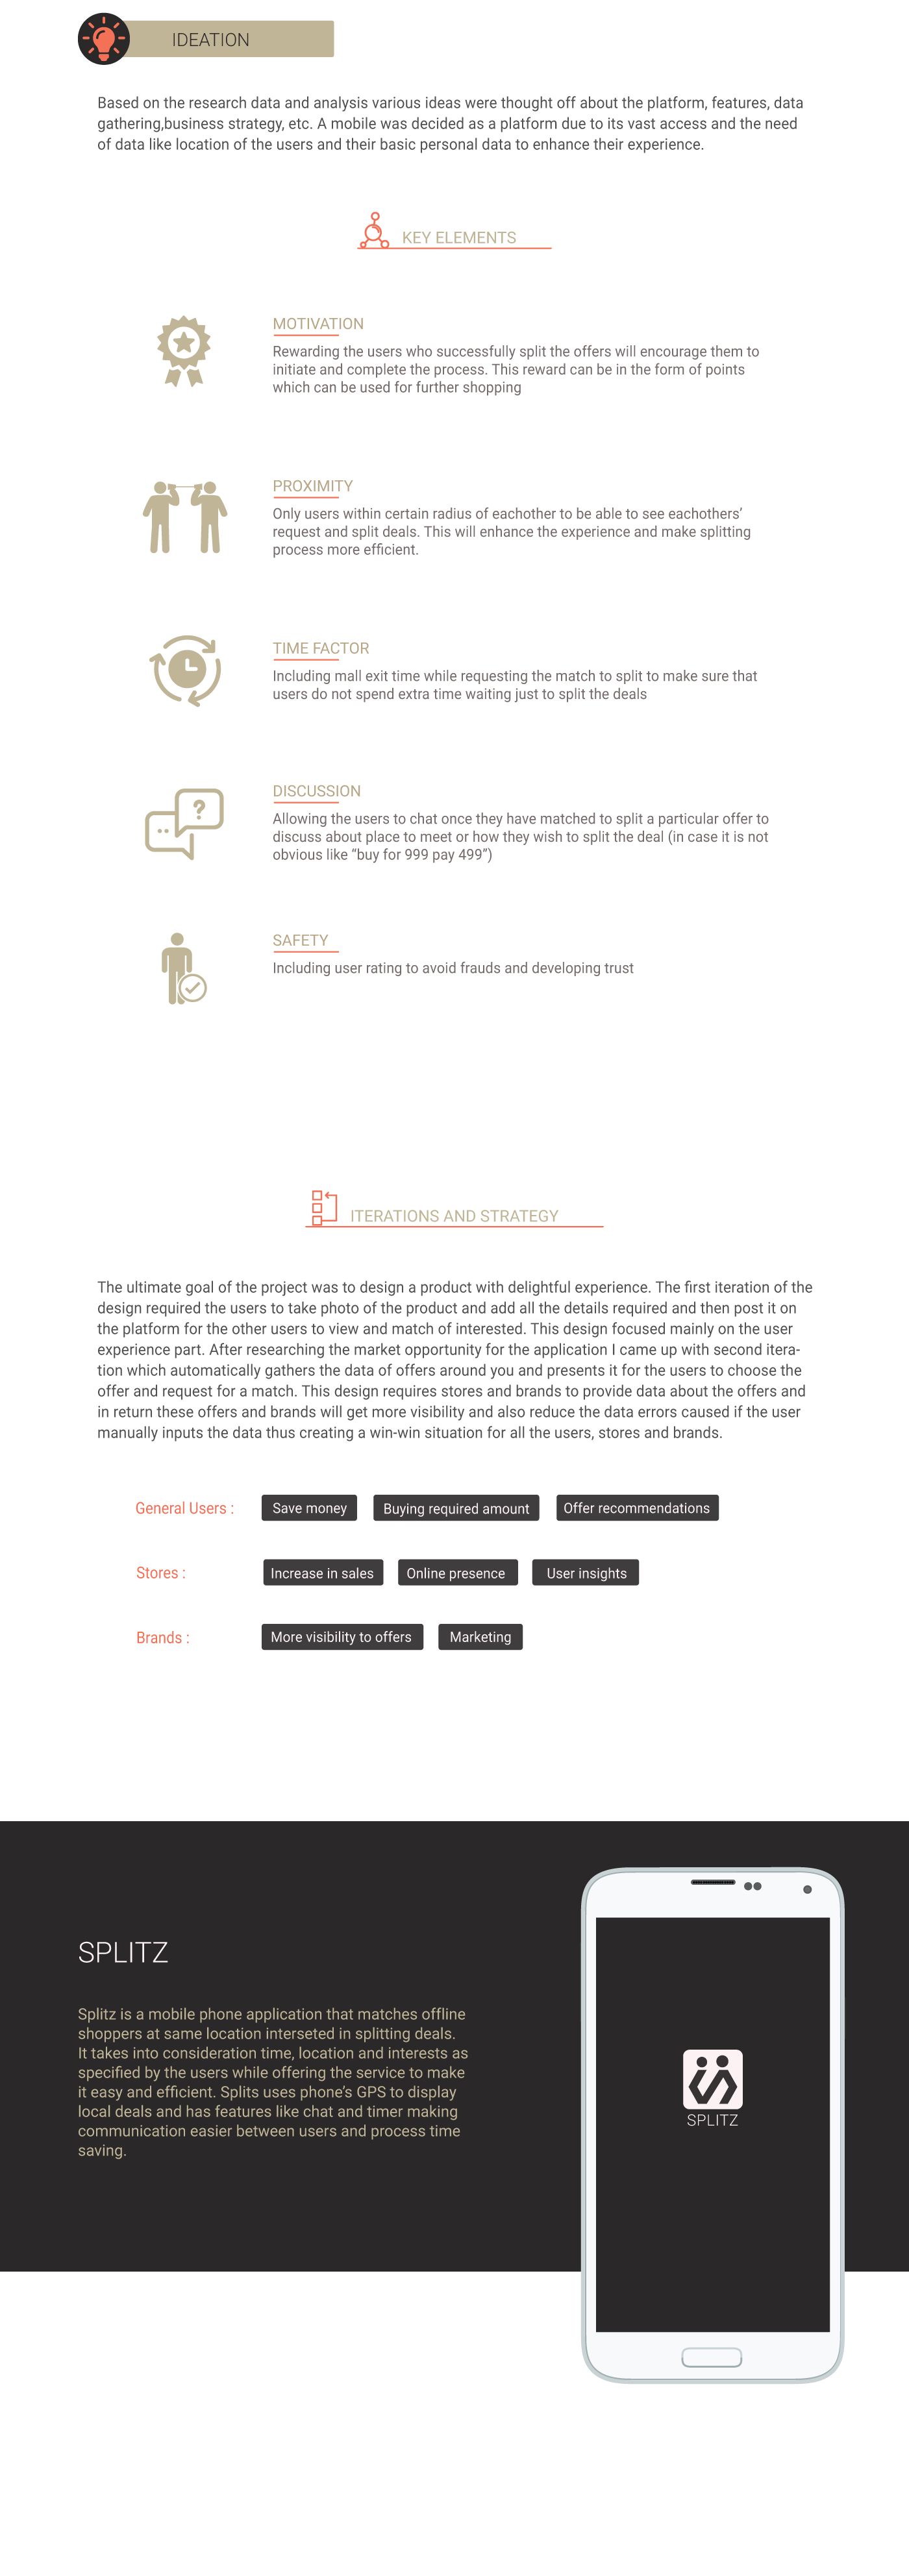 IDEATION
Based on the research data and analysis various ideas were thought off about the platform, features, data
gathering,business strategy, etc. A mobile was decided as a platform due to its vast access and the need
of data like location of the users and their basic personal data to enhance their experience.
KEY ELEMENTS
MOTIVATION
Rewarding the users who successfully split the offers will encourage them to
initiate and complete the process. This reward can be in the form of points
which can be used for further shopping
PROXIMITY
Only users within certain radius of eachother to be able to see eachothers’
request and split deals. This will enhance the experience and make splitting
process more efficient.
TIME FACTOR
Including mall exit time while requesting the match to split to make sure that
users do not spend extra time waiting just to split the deals
?
DISCUSSION
Allowing the users to chat once they have matched to split a particular offer to
discuss about place to meet or how they wish to split the deal (in case it is not
obvious like “buy for 999 pay 499”)
SAFETY
Including user rating to avoid frauds and developing trust
ITERATIONS AND STRATEGY
The ultimate goal of the project was to design a product with delightful experience. The first iteration of the
design required the users to take photo of the product and add all the details required and then post it on
the platform for the other users to view and match of interested. This design focused mainly on the user
experience part. After researching the market opportunity for the application I came up with second itera-
tion which automatically gathers the data of offers around you and presents it for the users to choose the
offer and request for a match. This design requires stores and brands to provide data about the offers and
in return these offers and brands will get more visibility and also reduce the data errors caused if the user
manually inputs the data thus creating a win-win situation for all the users, stores and brands.
General Users : Save money Buying required amount Offer recommendations
Stores : Increase in sales Online presence User insights
Brands : More visibility to offers Marketing
SPLITZ
Splitz is a mobile phone application that matches offline
shoppers at same location interseted in splitting deals.
It takes into consideration time, location and interests as
specified by the users while offering the service to make
it easy and efficient. Splits uses phone’s GPS to display
local deals and has features like chat and timer making
communication easier between users and process time
saving.
SPLITZ